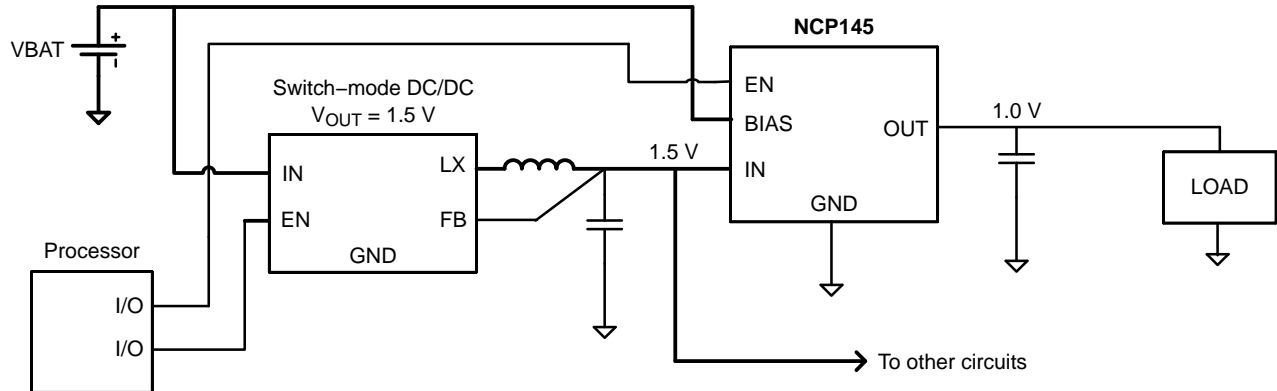 NCP145
VBAT
+
−
Switch−mode DC/DC
VOUT = 1.5 V
EN
BIAS
OUT
1.0 V
IN
LX
1.5 V
IN
LOAD
EN
FB
GND
GND
Processor
I/O
I/O
To other circuits